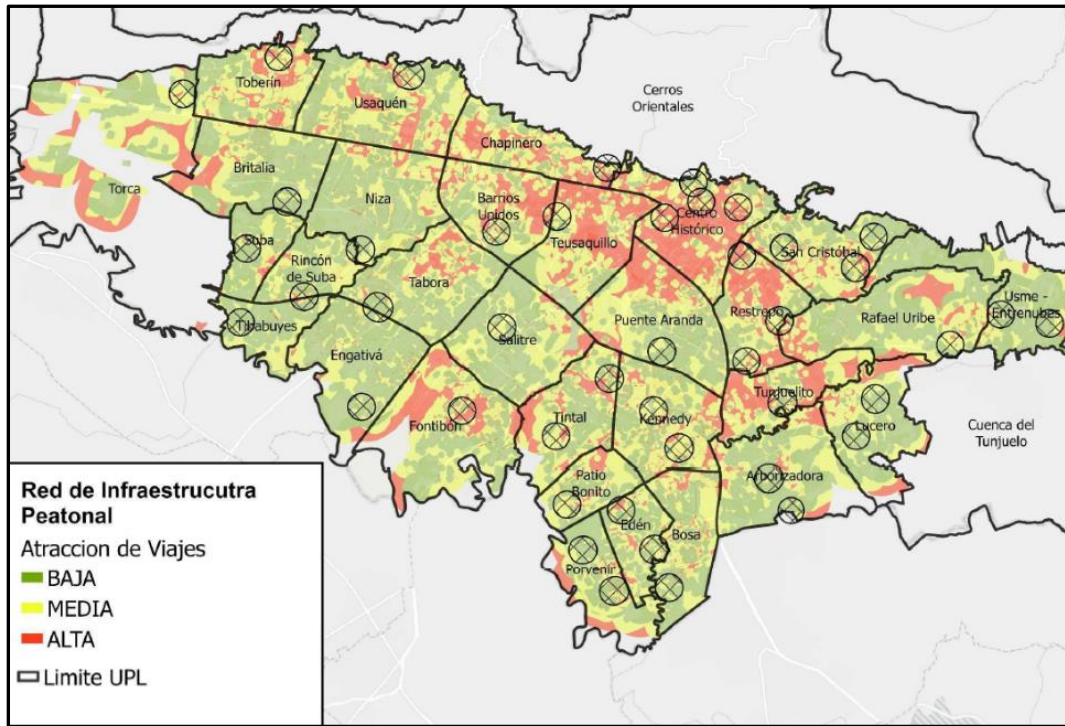 Cerros
Orientales
Toberín
Usaquén
Chapinero
Torca
Britalia
Niza
Barrios
Unidos
Teusaquillo
Centro
Histórico
San Cristóbal
Suba
Rincón
de Suba
Tabora
Tibabuyes
Engativá
Salitre
Puente Aranda
Restrepo
Rafael Uribe
Usme -
Entrenubes
Fontibón
Tintal
Kennedy
Tunjuelito
Lucero
Cuenca del
Tunjuelo
Patio
Bonito
Edén
Bosa
Arborizadora
Porvenir
Red de Infraestrucutra
Peatonal
Atraccion de Viajes
BAJA
MEDIA
ALTA
Limite UPL